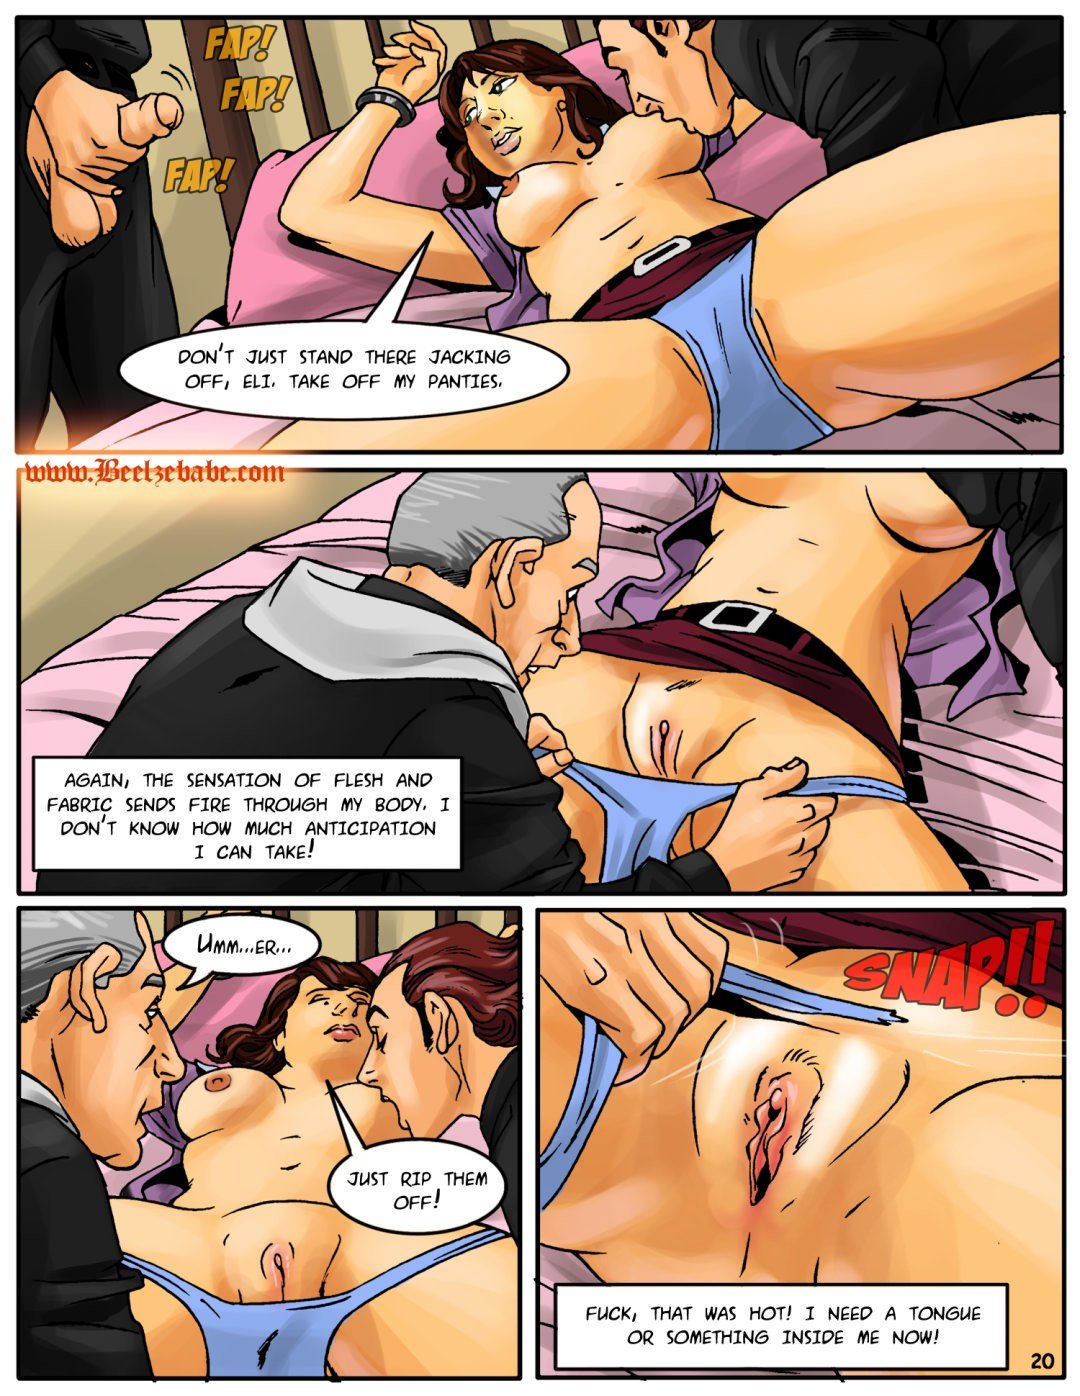 FAP!
FAP!
FAP!
DON'T JUST STAND THERE JACKING
OFF, ELI. TAKE OFF MY PANTIES.
www.Beelzebabe.com
AGAIN, THE SENSATION OF FLESH AND
FABRIC SENDS FIRE THROUGH MY BODY. I
DON'T KNOW HOW MUCH ANTICIPATION
I CAN TAKE!
UMM...ER...
JUST RIP THEM
OFF!
SNAP!!
FUCK, THAT WAS HOT! I NEED A TONGUE
OR SOMETHING INSIDE ME NOW!
20